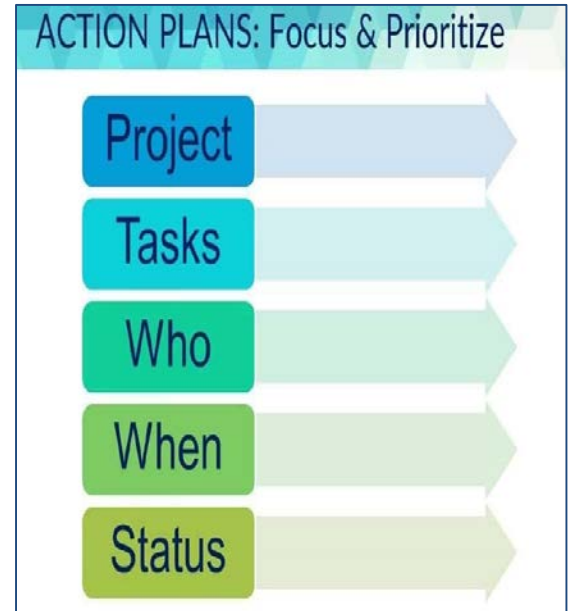 ACTION PLANS: Focus & Prioritize
Project
Tasks
Who
When
Status